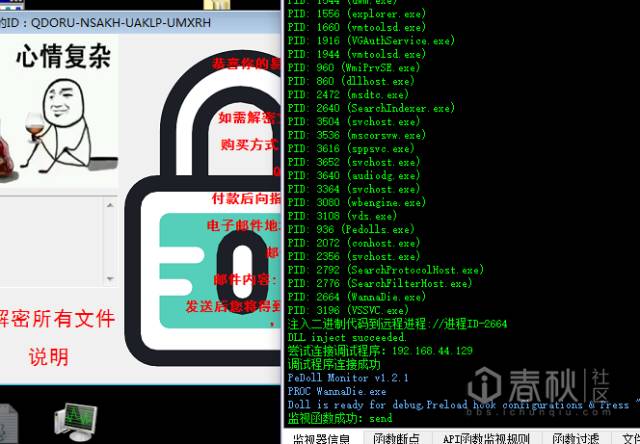 的ID：QDORU-NSAKH-UAKLP-UMXRH
心情复杂
恭喜你的
如需解密
购买方式
付款后向指
电子邮件地
邮
邮件内容：
发送后您将得到
解密所有文件
说明
PID: 1544 (dwm.exe)
PID: 1556 (explorer.exe)
PID: 1660 (vmtoolsd.exe)
PID: 1916 (VGAuthService.exe)
PID: 1944 (vmtoolsd.exe)
PID: 960 (WmiPrvSE.exe)
PID: 860 (dllhost.exe)
PID: 2472 (msdtc.exe)
PID: 2640 (SearchIndexer.exe)
PID: 3504 (svchost.exe)
PID: 3536 (mscorsvw.exe)
PID: 3616 (sppsvc.exe)
PID: 3652 (svchost.exe)
PID: 3640 (audiodg.exe)
PID: 3364 (svchost.exe)
PID: 3080 (wbengine.exe)
PID: 3108 (vds.exe)
PID: 936 (Pedolls.exe)
PID: 2072 (conhost.exe)
PID: 2356 (svchost.exe)
PID: 2792 (SearchProtocolHost.exe)
PID: 2776 (SearchFilterHost.exe)
PID: 2664 (WannaDie.exe)
PID: 3196 (VSSVC.exe)
注入二进制代码到远程进程://进程ID-2664
DLL inject succeeded.
尝试连接调试程序：192.168.44.129
调试程序连接成功
PeDoll Monitor v1.2.1
PROC WannaDie.exe
Doll is ready for debug,Preload hook configurations & Press "
监视函数成功：send
春秋 社区
bbs.ichunqiu.com
监视器信息 函数断点 API函数监视规则 函数过滤 文件